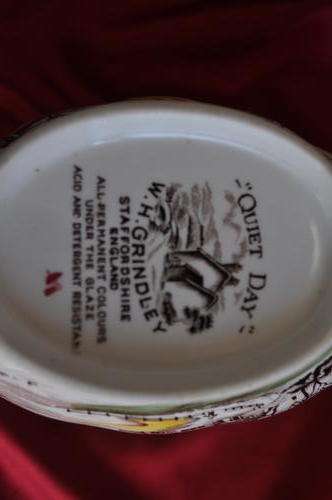 "QUIET DAY"
W.H. GRINDLEY
STAFFORDSHIRE
ENGLAND
ALL PERMANENT COLOURS
UNDER THE GLAZE
ACID AND DETERGENT RESISTANT